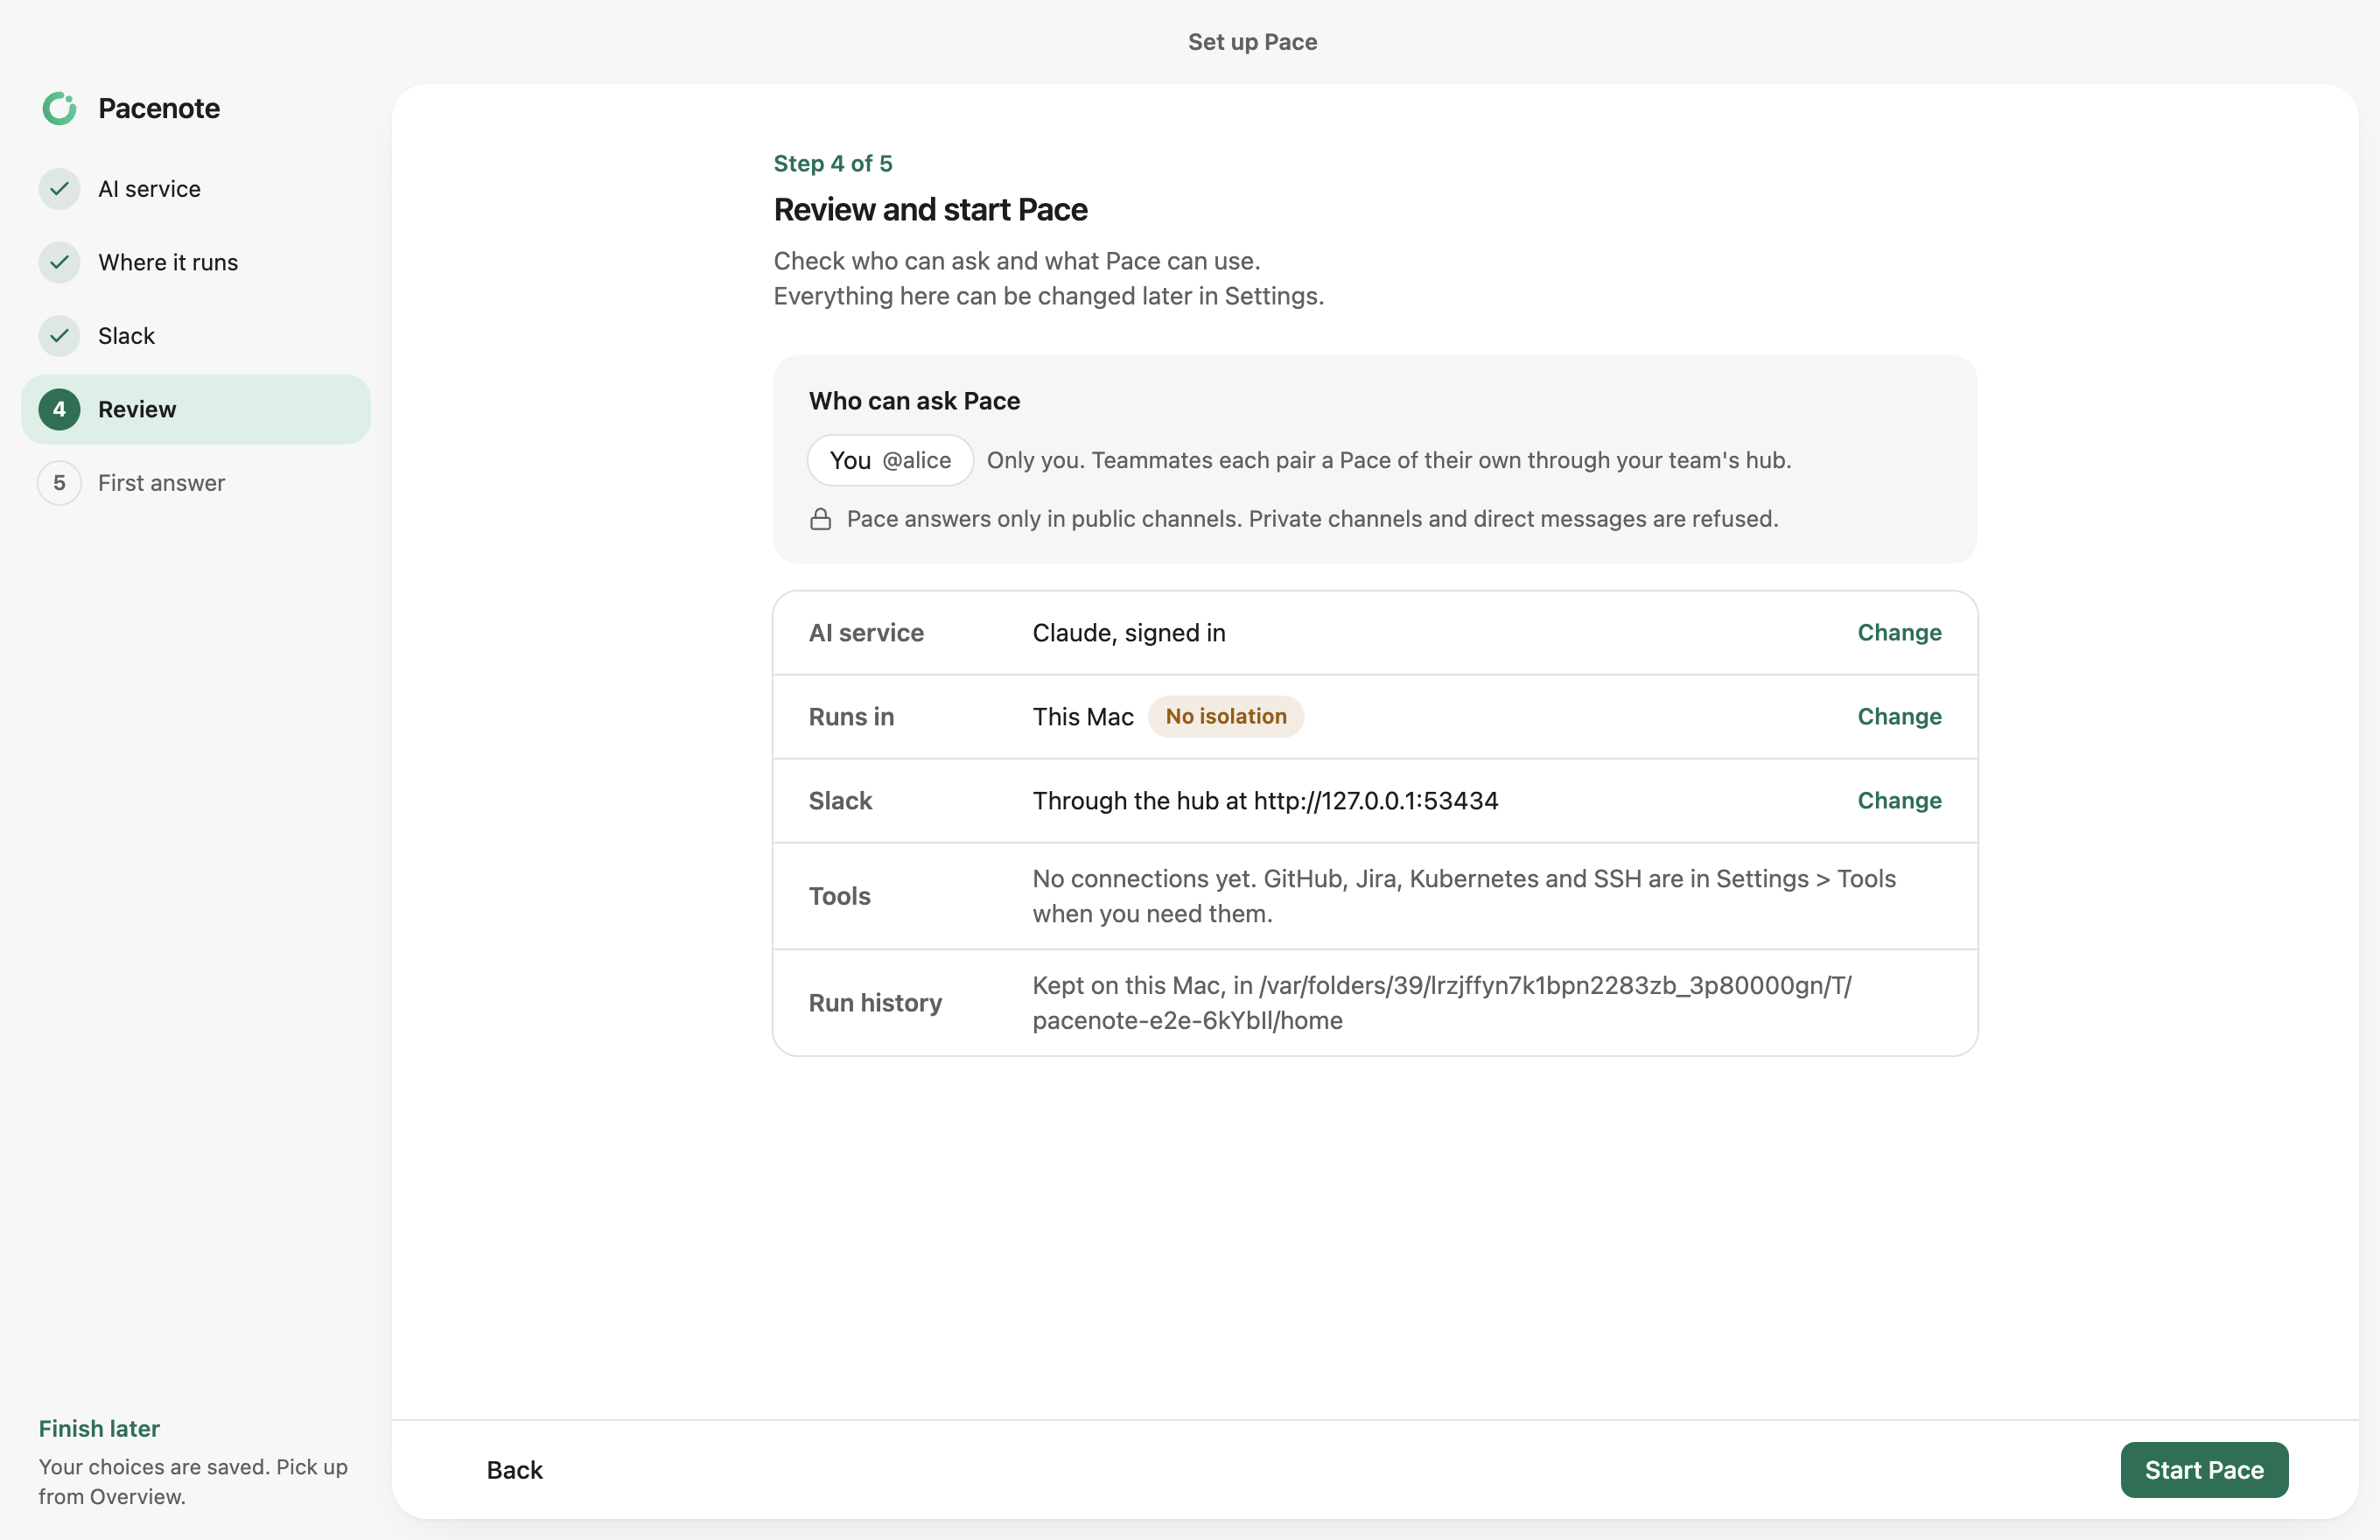 Set up Pace
Pacenote
AI service
Where it runs
Slack
4 Review
5 First answer
Finish later
Your choices are saved. Pick up
from Overview.
Step 4 of 5
Review and start Pace
Check who can ask and what Pace can use.
Everything here can be changed later in Settings.
Who can ask Pace
You @alice Only you. Teammates each pair a Pace of their own through your team's hub.
Pace answers only in public channels. Private channels and direct messages are refused.
AI service Claude, signed in Change
Runs in This Mac No isolation Change
Slack Through the hub at http://127.0.0.1:53434 Change
Tools No connections yet. GitHub, Jira, Kubernetes and SSH are in Settings > Tools
when you need them.
Run history Kept on this Mac, in /var/folders/39/lrzjffyn7k1bpn2283zb_3p80000gn/T/
pacenote-e2e-6kYbIl/home
Back
Start Pace